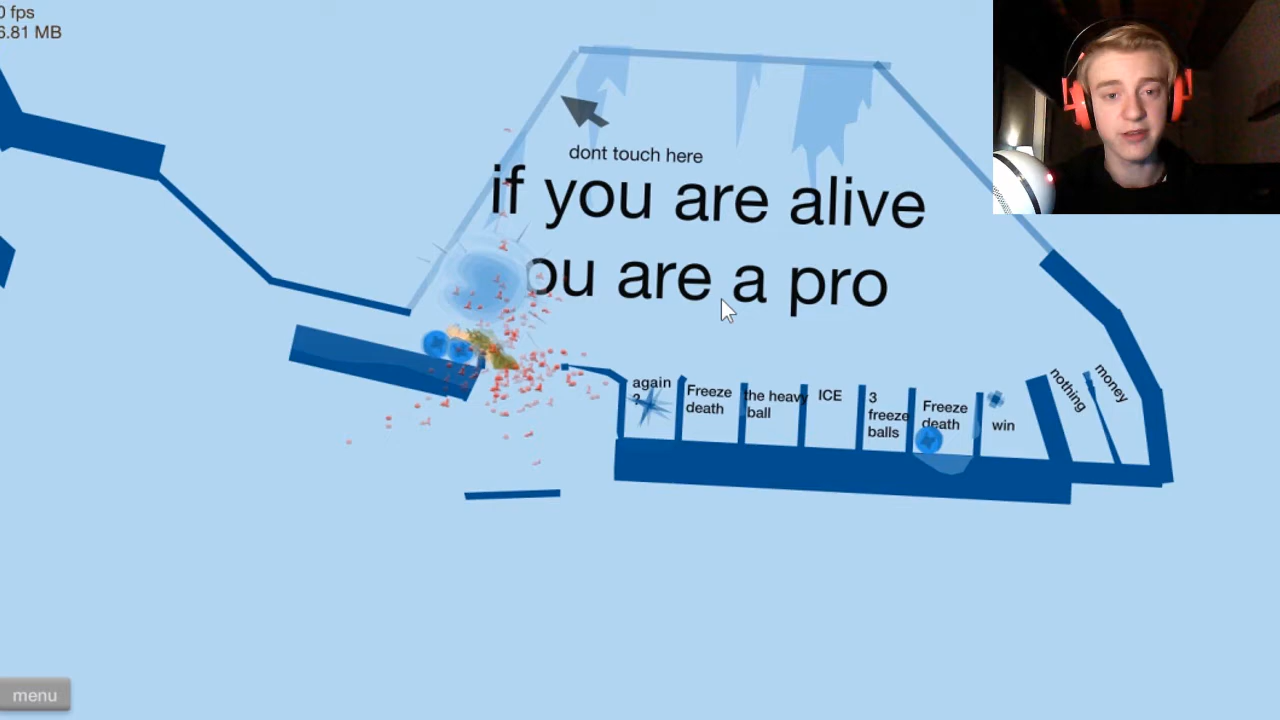 0 fps
6.81 MB
dont touch here
if you are alive
ou are a pro
again
?
Freeze
death
the heavy
ball
ICE
3
freeze
balls
Freeze
death
win
nothing
money
menu